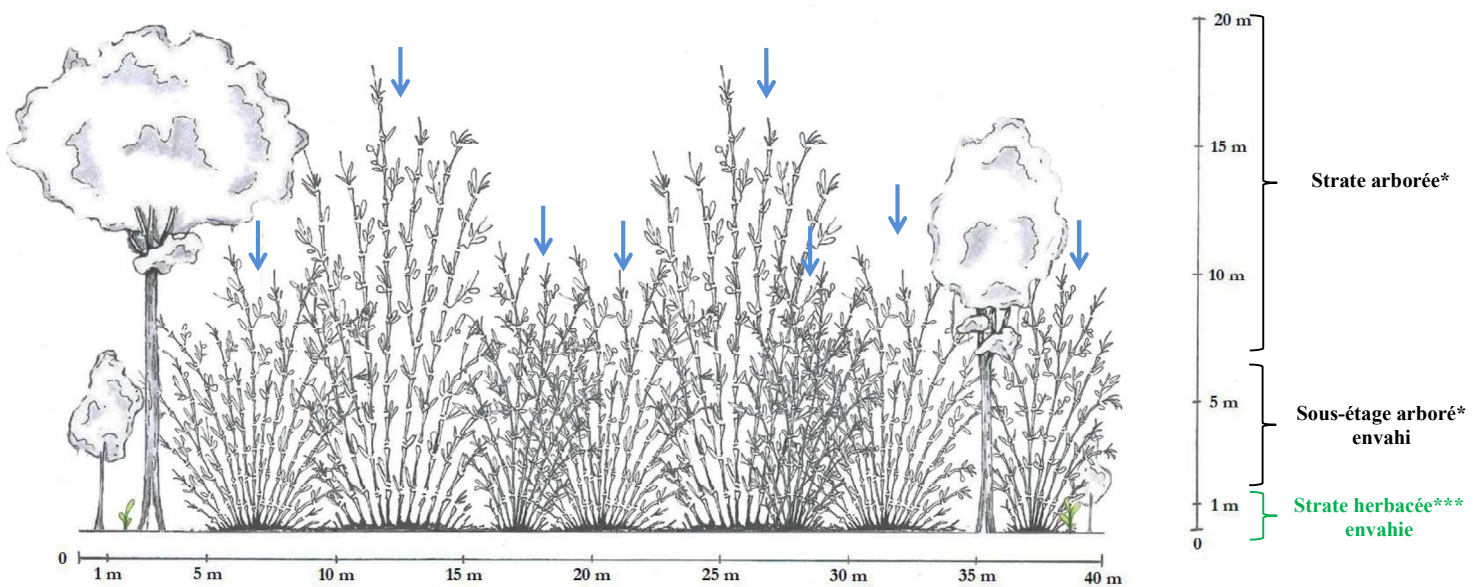 20 m
15 m
Strate arborée*
10 m
5 m
Sous-étage arboré*
envahi
1 m
Strate herbacée***
envahie
0
0
1 m
5 m
10 m
15 m
20 m
25 m
30 m
35 m
40 m